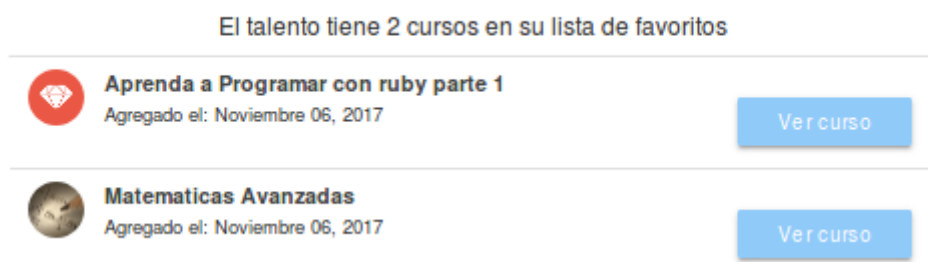 El talento tiene 2 cursos en su lista de favoritos
Aprenda a Programar con ruby parte 1
Agregado el: Noviembre 06, 2017
Ver curso
Matematicas Avanzadas
Agregado el: Noviembre 06, 2017
Ver curso